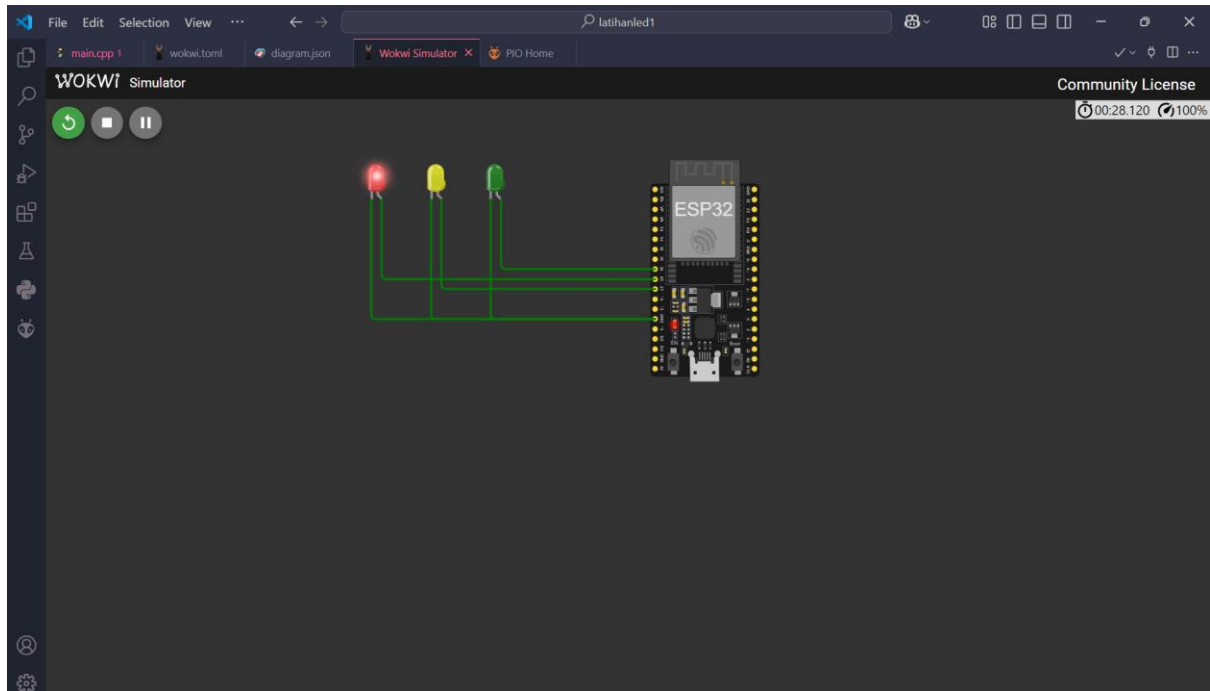 File Edit Selection View ··· latihanled1
main.cpp 1 wokwi.toml diagram.json Wokwi Simulator PIO Home
WOKWi Simulator Community License
00:28.120 100%
ESP32